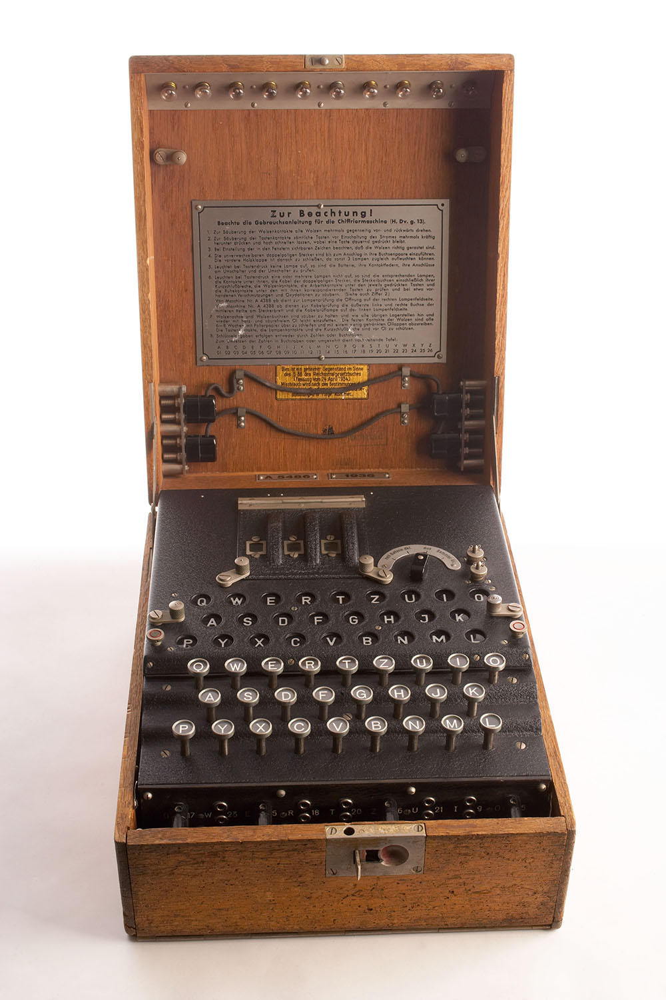 Zur Beachtung!
Beachte die Gebrauchsanleitung für die Chiffriermaschine (H. Dv. g. 13).
1. Zur Säuberung der Walzenkontakte alle Walzen mehrmals gegenseitig vor- und rückwärts drehen.
2. Zur Säuberung der Tastenkontakte sämtliche Tasten vor Einschaltung des Stromes mehrmals kräftig
herunter drücken und hoch schnellen lassen, wobei eine Taste dauernd gedrückt bleibt.
3. Bei Einstellung der in den Fenstern sichtbaren Zeichen beachten, daß die Walzen richtig gerastet sind.
4. Die unverwechselbaren doppelpoligen Stecker sind bis zum Anschlag in ihre Buchsenpaare einzuführen.
Die vordere Holzklappe ist danach zu schließen, da sonst 3 Lampen zugleich aufleuchten können.
5. Leuchtet bei Tastendruck keine Lampe auf, so sind die Batterie, ihre Kontaktfedern, ihre Anschlüsse
am Umschalter und der Umschalter zu prüfen.
6. Leuchten bei Tastendruck eine oder mehrere Lampen nicht auf, so sind die entsprechenden Lampen,
die Kontakte unter ihnen, die Kabel der doppelpoligen Stecker, die Steckerbuchsen einschließlich ihrer
Kurzschlußbleche, die Walzenkontakte, die Arbeitskontakte unter den jeweils gedrückten Tasten und
die Ruhekontakte unter den mit ihnen korrespondierenden Tasten zu prüfen und bei etwa vor-
handenen Verschmutzungen und Oxydationen zu säubern. (Siehe auch Ziffer 2.)
Von Maschine Nr. A 4388 ab dient zur Lampenprüfung die Öffnung auf der rechten Lampenfeldseite.
Von Maschine Nr. A 4388 ab dienen zur Kabelprüfung die äußerste linke und rechte Buchse der
mittleren Reihe am Steckerbrett und die Kabelprüflampe auf der linken Lampenfeldseite.
7. Walzenachse und Walzenbuchsen sind sauber zu halten und wie alle übrigen Lagerstellen hin und
wieder mit harz- und säurefreiem Öl leicht einzufetten. Die festen Kontakte der Walzen sind alle
6—8 Wochen mit Polierpapier über zu schleifen und mit einem wenig getränkten Öllappen abzureiben.
Die Tastenkontakte, die Lampenkontakte und die Kurzschlußbleche sind vor Öl zu schützen.
8. Schlüsselangaben erfolgen entweder durch Zahlen oder Buchstaben.
Zum Umsetzen der Zahlen in Buchstaben oder umgekehrt dient nachstehende Tafel:
A B C D E F G H I J K L M N O P Q R S T U V W X Y Z
01 02 03 04 05 06 07 08 09 10 11 12 13 14 15 16 17 18 19 20 21 22 23 24 25 26
Dies ist ein geheimer Gegenstand im Sinne
des § 88 des Reichsstrafgesetzbuches
(Fassung vom 24. April 1934.)
Missbrauch wird nach den Bestimmungen
A 5486 1936
aus
Q W E R T Z U I O
A S D F G H J K
P Y X C V B N M L
Q W E R T Z U I O
A S D F G H J K
P Y X C V B N M L
17 W 23 E 5 R 18 T 20 Z 6 U 21 I 9 O 5